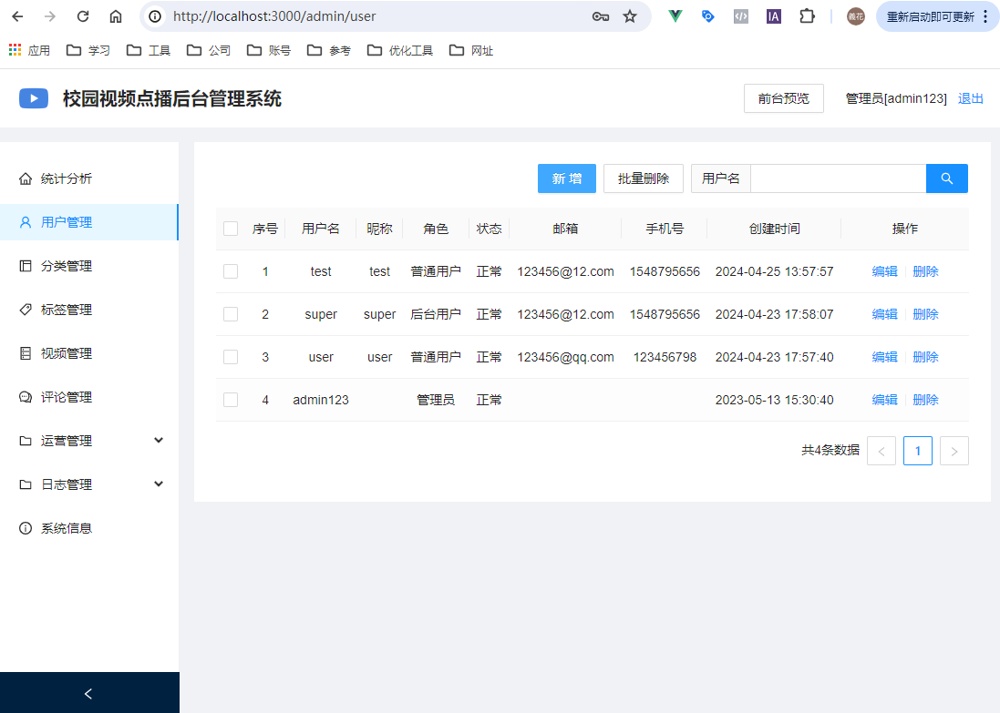 http://localhost:3000/admin/user
IA
義花
重新启动即可更新
应用 学习 工具 公司 账号 参考 优化工具 网址
校园视频点播后台管理系统
前台预览 管理员[admin123] 退出
统计分析
用户管理
分类管理
标签管理
视频管理
评论管理
运营管理
日志管理
系统信息
新 增 批量删除 用户名
序号 用户名 昵称 角色 状态 邮箱 手机号 创建时间 操作
1 test test 普通用户 正常 123456@12.com 1548795656 2024-04-25 13:57:57 编辑 删除
2 super super 后台用户 正常 123456@12.com 1548795656 2024-04-23 17:58:07 编辑 删除
3 user user 普通用户 正常 123456@qq.com 123456798 2024-04-23 17:57:40 编辑 删除
4 admin123 管理员 正常 2023-05-13 15:30:40 编辑 删除
共4条数据 < 1 >